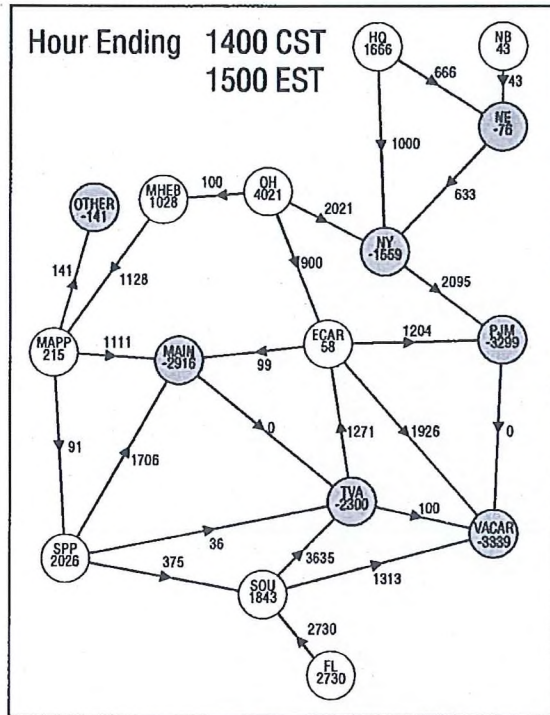 Hour Ending 1400 CST
1500 EST
HQ
1666
NB
43
666
43
NE
-76
1000
633
OTHER
-141
MHEB
1028
100
OH
4021
2021
NY
-1559
141
1128
1900
2095
MAPP
215
1111
MAIN
-2916
99
ECAR
58
1204
PJM
-3299
91
1706
0
1271
1926
0
TVA
-2300
100
VACAR
-3339
SPP
2026
36
375
3635
SOU
1843
1313
2730
FL
2730